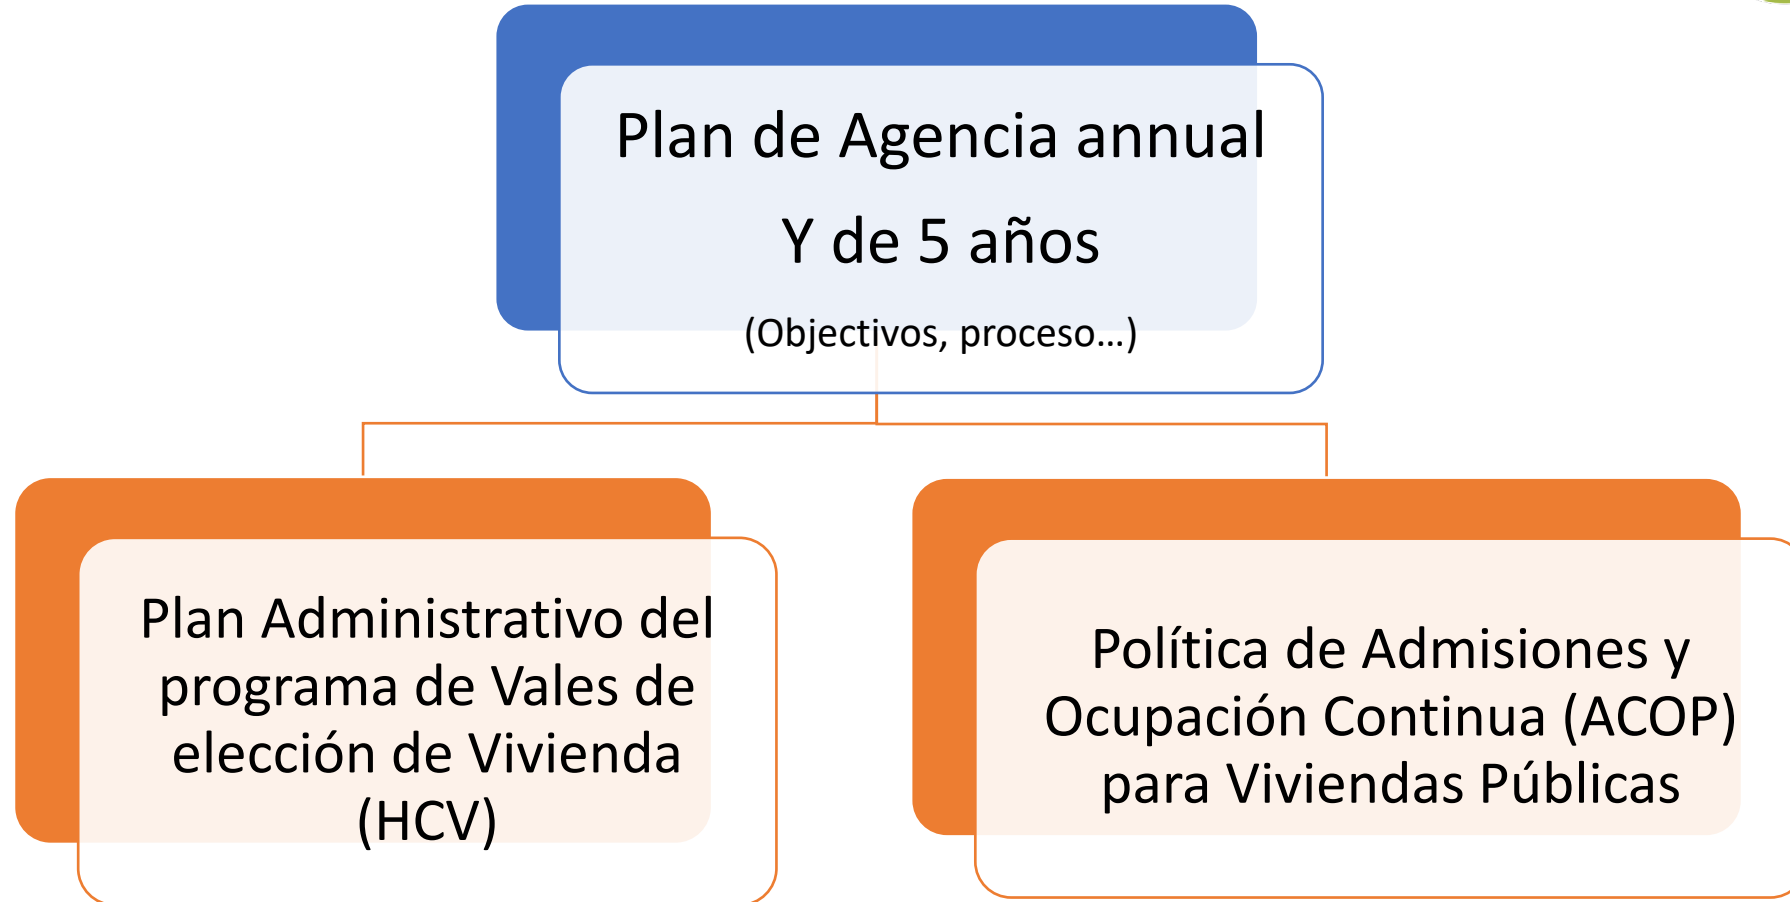 Plan de Agencia annual
Y de 5 años
(Objectivos, proceso...)
Plan Administrativo del
programa de Vales de
elección de Vivienda
(HCV)
Política de Admisiones y
Ocupación Continua (ACOP)
para Viviendas Públicas